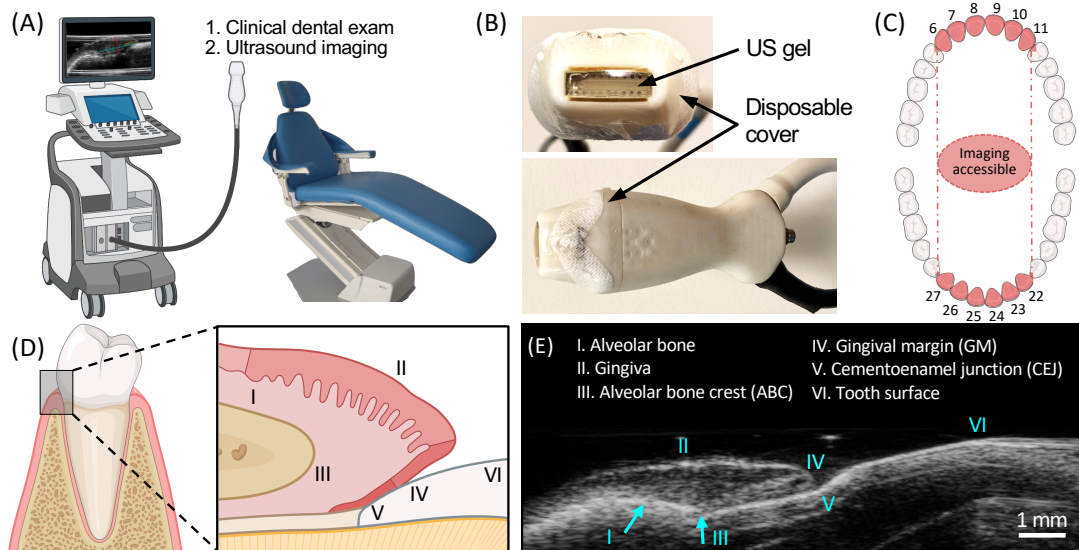 (A)
1. Clinical dental exam
2. Ultrasound imaging
(B)
US gel
Disposable
cover
(C)
6
7
8
9
10
11
Imaging
accessible
27
26
25
24
23
22
(D)
I
II
III
IV
V
VI
(E)
I. Alveolar bone
II. Gingiva
III. Alveolar bone crest (ABC)
IV. Gingival margin (GM)
V. Cementoenamel junction (CEJ)
VI. Tooth surface
VI
II
IV
V
I
III
1 mm